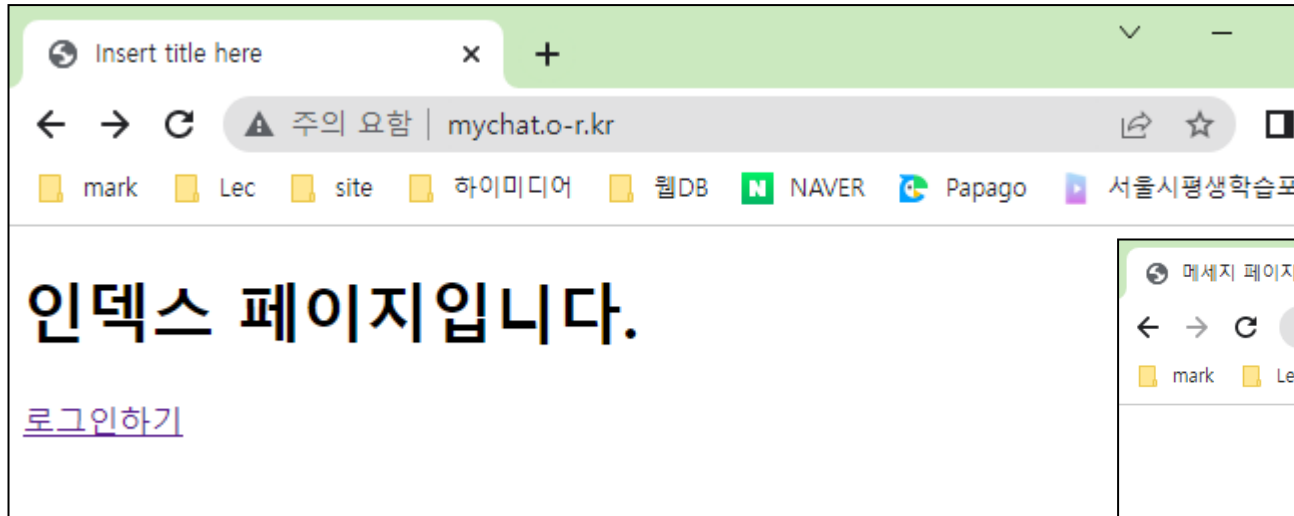 Insert title here
주의 요함 | mychat.o-r.kr
mark Lec site 하이미디어 웹DB N NAVER Papago 서울시평생학습포
인덱스 페이지입니다.
로그인하기
메세지 페이지
mark Le